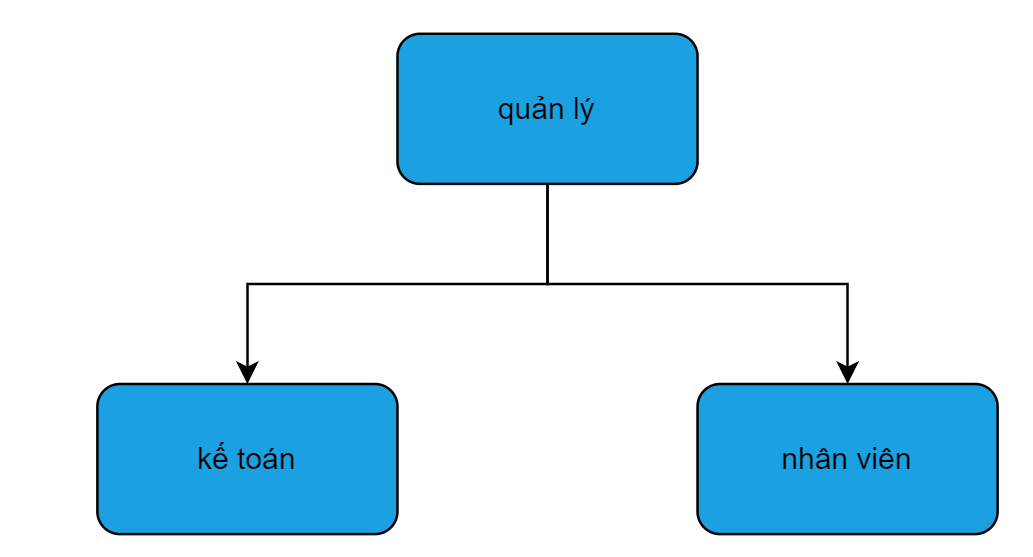 quản lý
kế toán
nhân viên